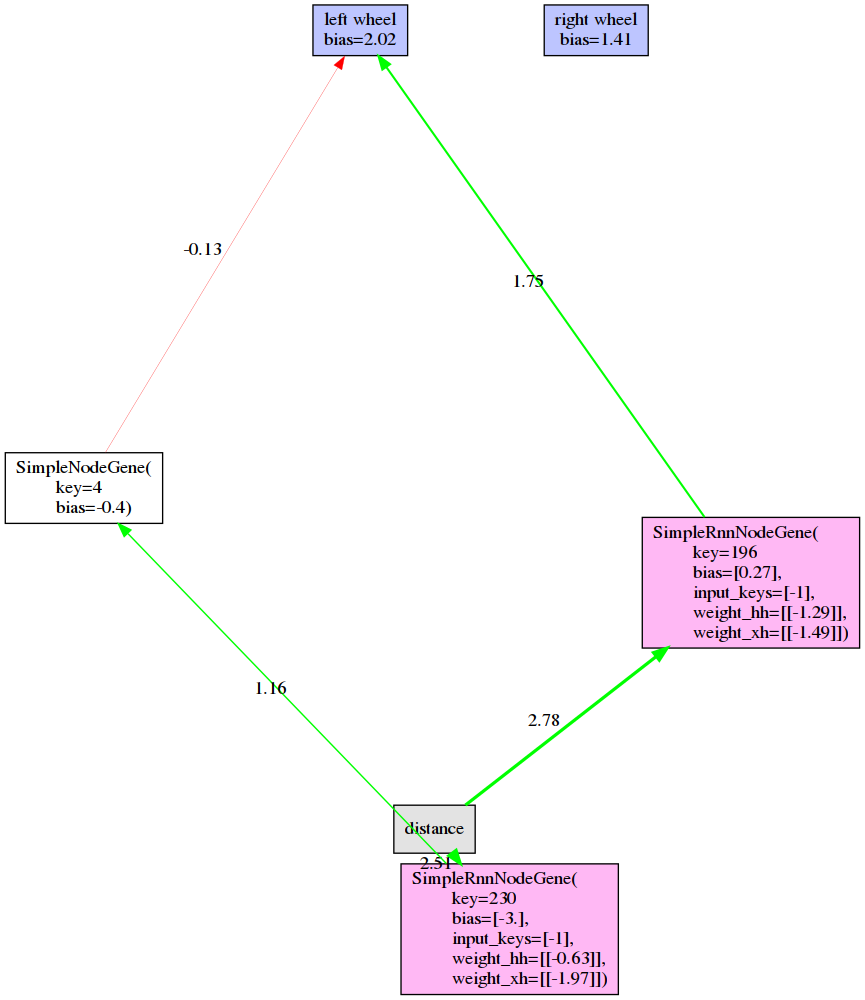 left wheel
bias=2.02
right wheel
bias=1.41
-0.13
1.75
SimpleNodeGene(
key=4
bias=-0.4)
SimpleRnnNodeGene(
key=196
bias=[0.27],
input_keys=[-1],
weight_hh=[[-1.29]],
weight_xh=[[-1.49]])
1.16
2.78
distance
2.51
SimpleRnnNodeGene(
key=230
bias=[-3.],
input_keys=[-1],
weight_hh=[[-0.63]],
weight_xh=[[-1.97]])